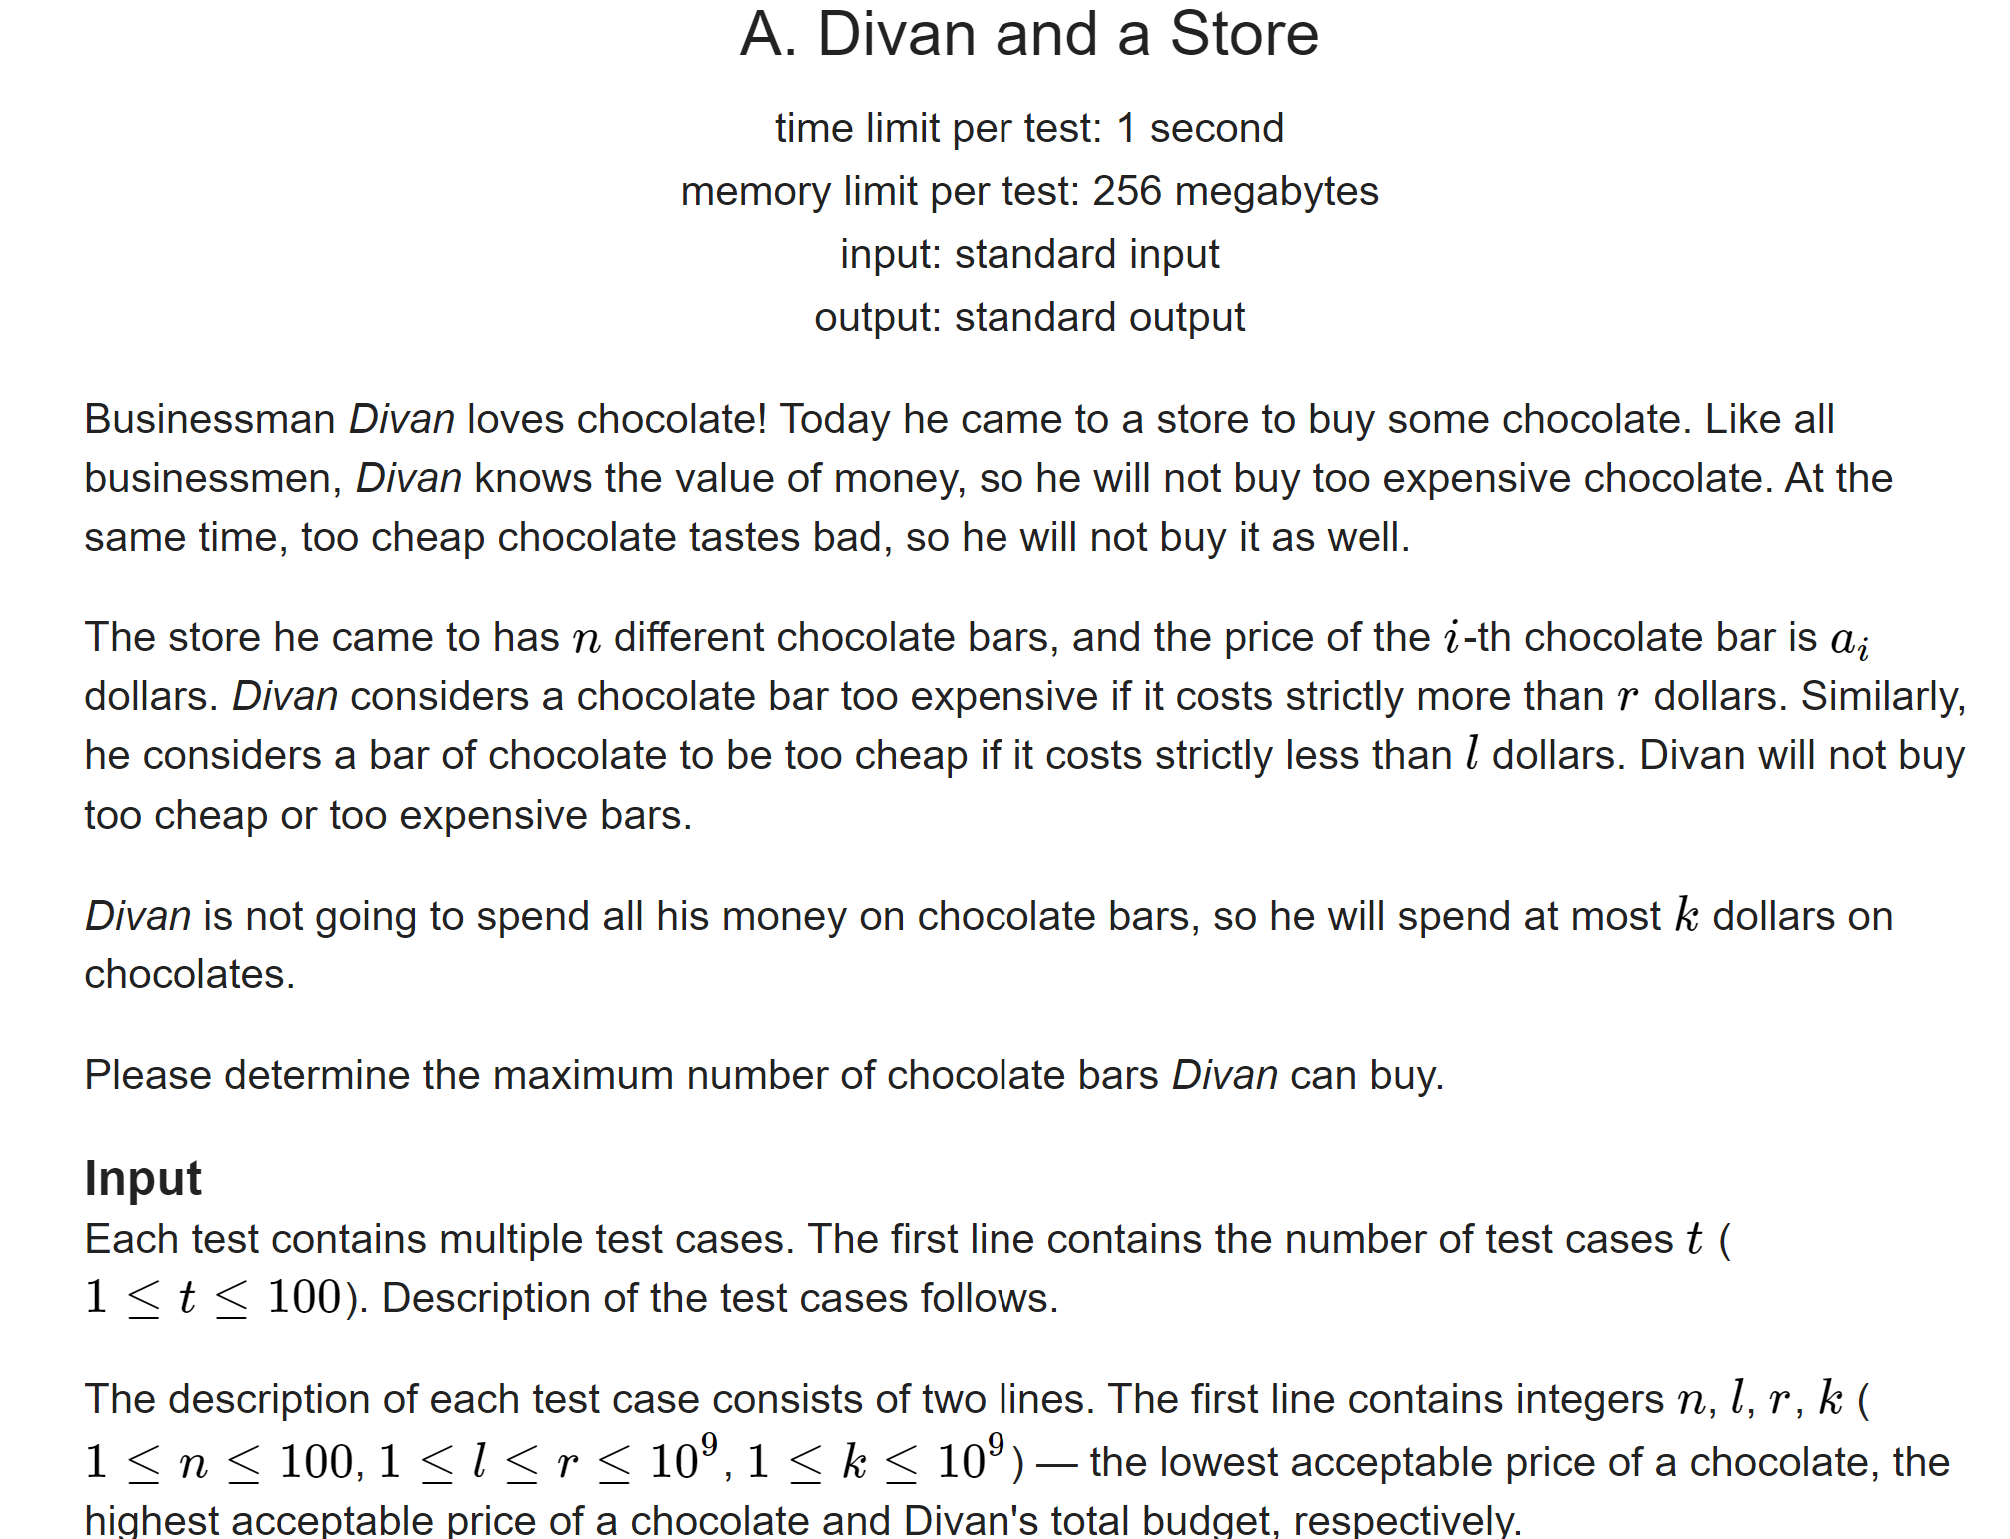 A. Divan and a Store
time limit per test: 1 second
memory limit per test: 256 megabytes
input: standard input
output: standard output
Businessman Divan loves chocolate! Today he came to a store to buy some chocolate. Like all
businessmen, Divan knows the value of money, so he will not buy too expensive chocolate. At the
same time, too cheap chocolate tastes bad, so he will not buy it as well.
The store he came to has n different chocolate bars, and the price of the i-th chocolate bar is a_i
dollars. Divan considers a chocolate bar too expensive if it costs strictly more than r dollars. Similarly,
he considers a bar of chocolate to be too cheap if it costs strictly less than l dollars. Divan will not buy
too cheap or too expensive bars.
Divan is not going to spend all his money on chocolate bars, so he will spend at most k dollars on
chocolates.
Please determine the maximum number of chocolate bars Divan can buy.
Input
Each test contains multiple test cases. The first line contains the number of test cases t (
1 ≤ t ≤ 100). Description of the test cases follows.
The description of each test case consists of two lines. The first line contains integers n, l, r, k (
1 ≤ n ≤ 100, 1 ≤ l ≤ r ≤ 10^9, 1 ≤ k ≤ 10^9) — the lowest acceptable price of a chocolate, the
highest acceptable price of a chocolate and Divan's total budget, respectively.